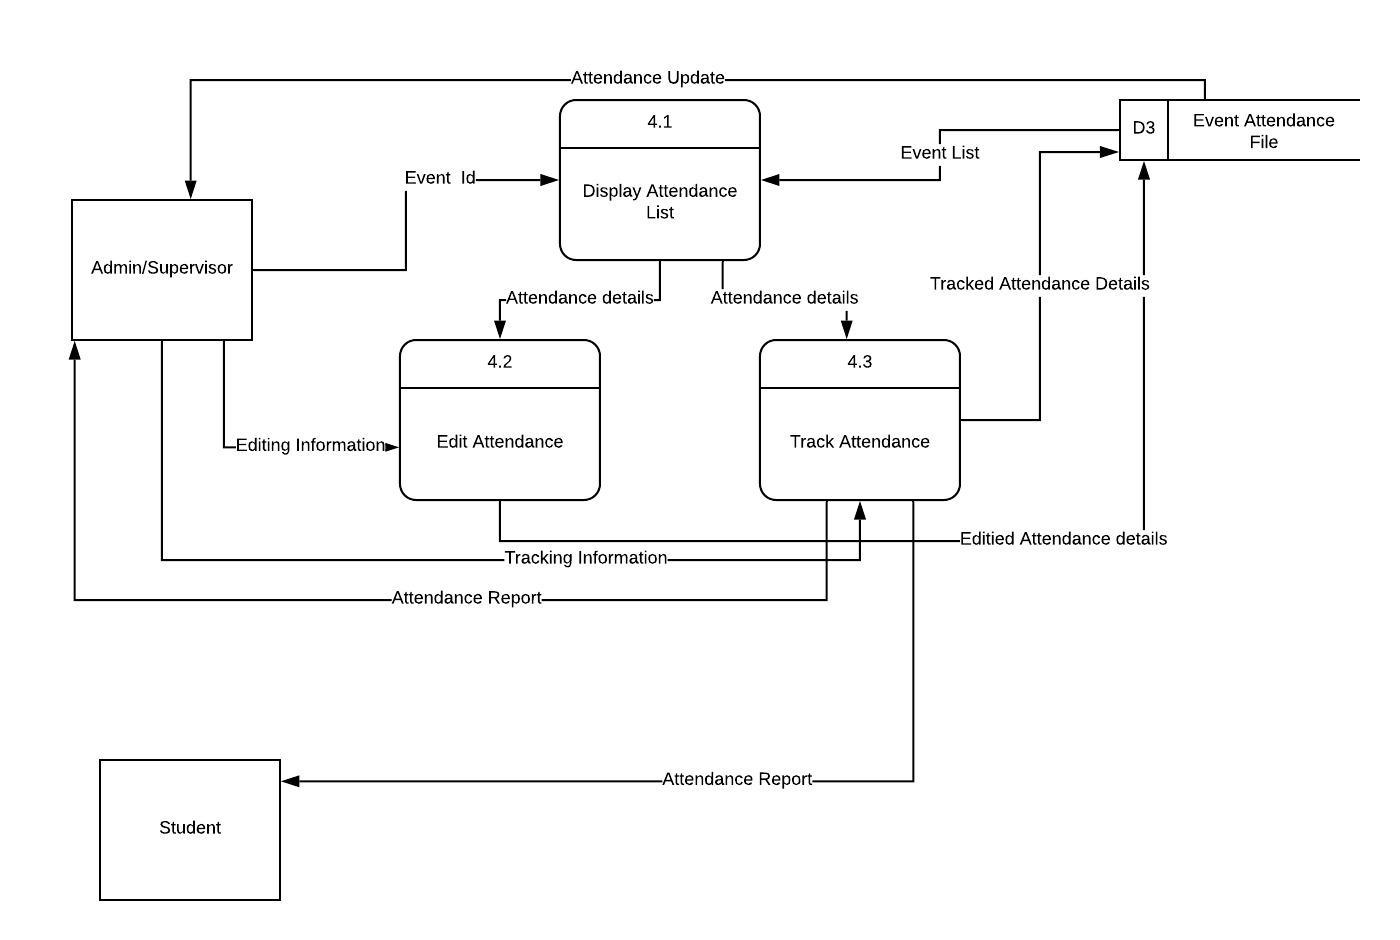 Attendance Update
4.1
D3
Event Attendance
File
Event List
Event  Id
Display Attendance
List
Admin/Supervisor
Tracked Attendance Details
Attendance details
Attendance details
4.2
4.3
Editing Information
Edit Attendance
Track Attendance
Editied Attendance details
Tracking Information
Attendance Report
Attendance Report
Student